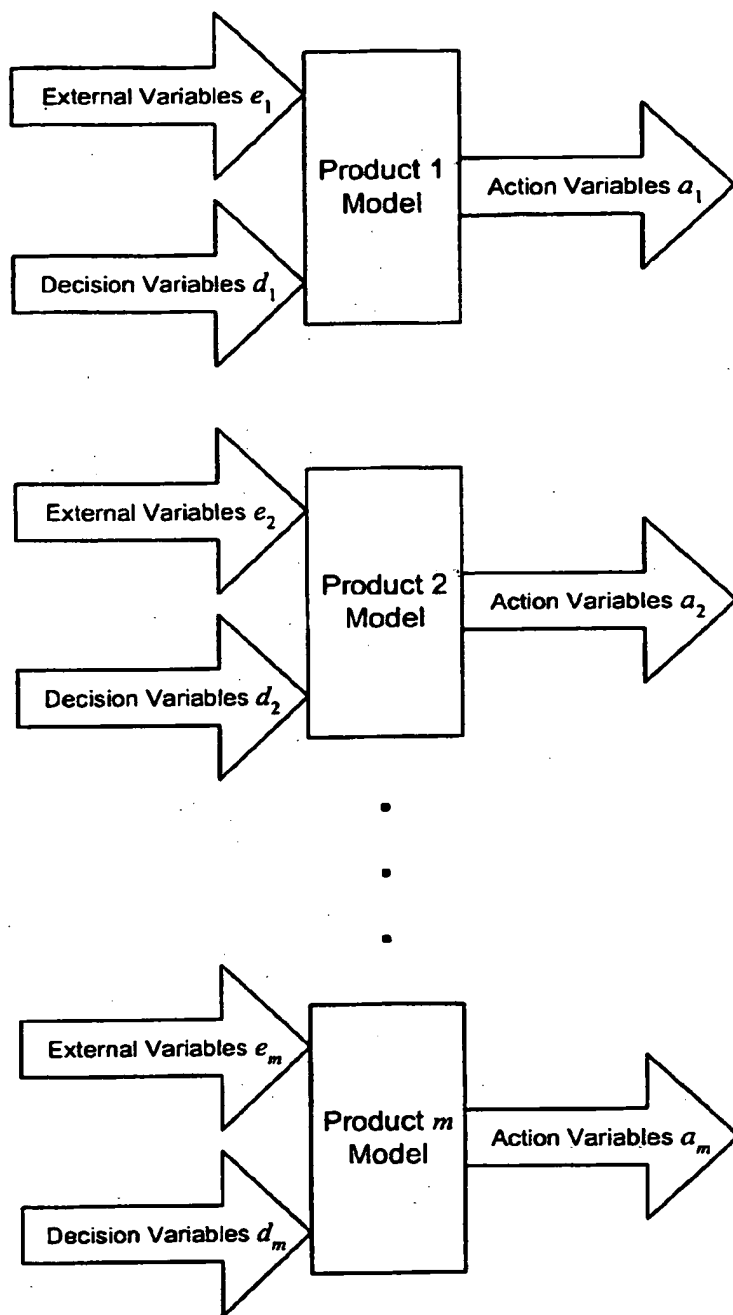 External Variables e₁
Product 1
Model
Action Variables a₁
Decision Variables d₁
External Variables e₂
Product 2
Model
Action Variables a₂
Decision Variables d₂
External Variables eₘ
Product m
Model
Action Variables aₘ
Decision Variables dₘ